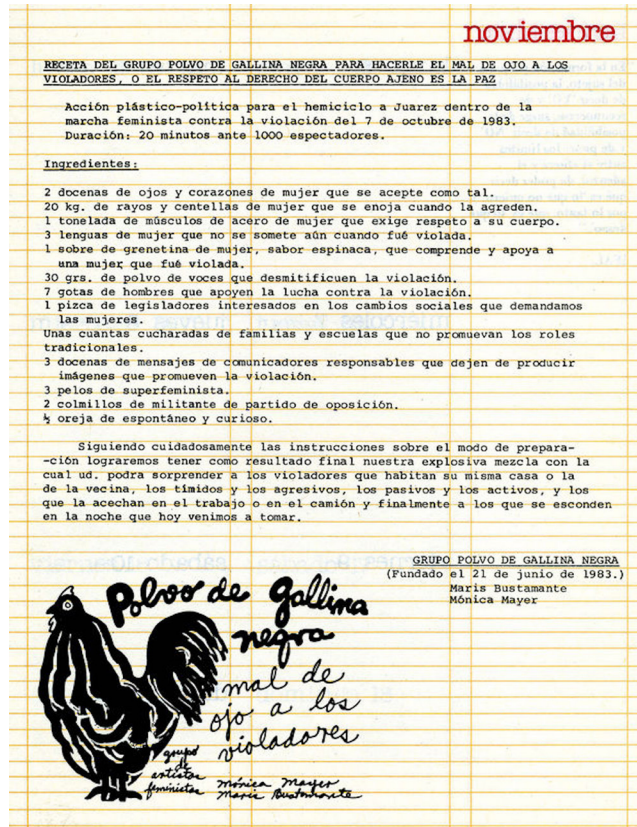 noviembre
RECETA DEL GRUPO POLVO DE GALLINA NEGRA PARA HACERLE EL MAL DE OJO A LOS
VIOLADORES, O EL RESPETO AL DERECHO DEL CUERPO AJENO ES LA PAZ
Acción plástico-política para el hemiciclo a Juarez dentro de la
marcha feminista contra la violación del 7 de octubre de 1983.
Duración: 20 minutos ante 1000 espectadores.
Ingredientes:
2 docenas de ojos y corazones de mujer que se acepte como tal.
20 kg. de rayos y centellas de mujer que se enoja cuando la agreden.
1 tonelada de músculos de acero de mujer que exige respeto a su cuerpo.
3 lenguas de mujer que no se somete aún cuando fué violada.
1 sobre de grenetina de mujer, sabor espinaca, que comprende y apoya a
una mujer que fué violada.
30 grs. de polvo de voces que desmitificuen la violación.
7 gotas de hombres que apoyen la lucha contra la violación.
1 pizca de legisladores interesados en los cambios sociales que demandamos
las mujeres.
Unas cuantas cucharadas de familias y escuelas que no promuevan los roles
tradicionales.
3 docenas de mensajes de comunicadores responsables que dejen de producir
imágenes que promueven la violación.
3 pelos de superfeminista.
2 colmillos de militante de partido de oposición.
½ oreja de espontáneo y curioso.
Siguiendo cuidadosamente las instrucciones sobre el modo de prepara-
-ción lograremos tener como resultado final nuestra explosiva mezcla con la
cual ud. podra sorprender a los violadores que habitan su misma casa o la
de la vecina, los tímidos y los agresivos, los pasivos y los activos, y los
que la acechan en el trabajo o en el camión y finalmente a los que se esconden
en la noche que hoy venimos a tomar.
GRUPO POLVO DE GALLINA NEGRA
(Fundado el 21 de junio de 1983.)
Maris Bustamante
Mónica Mayer
Polvo de gallina
negra
mal de
ojo a los
violadores
grupo
de
artistas
feministas
mónica mayer
maris Bustamante